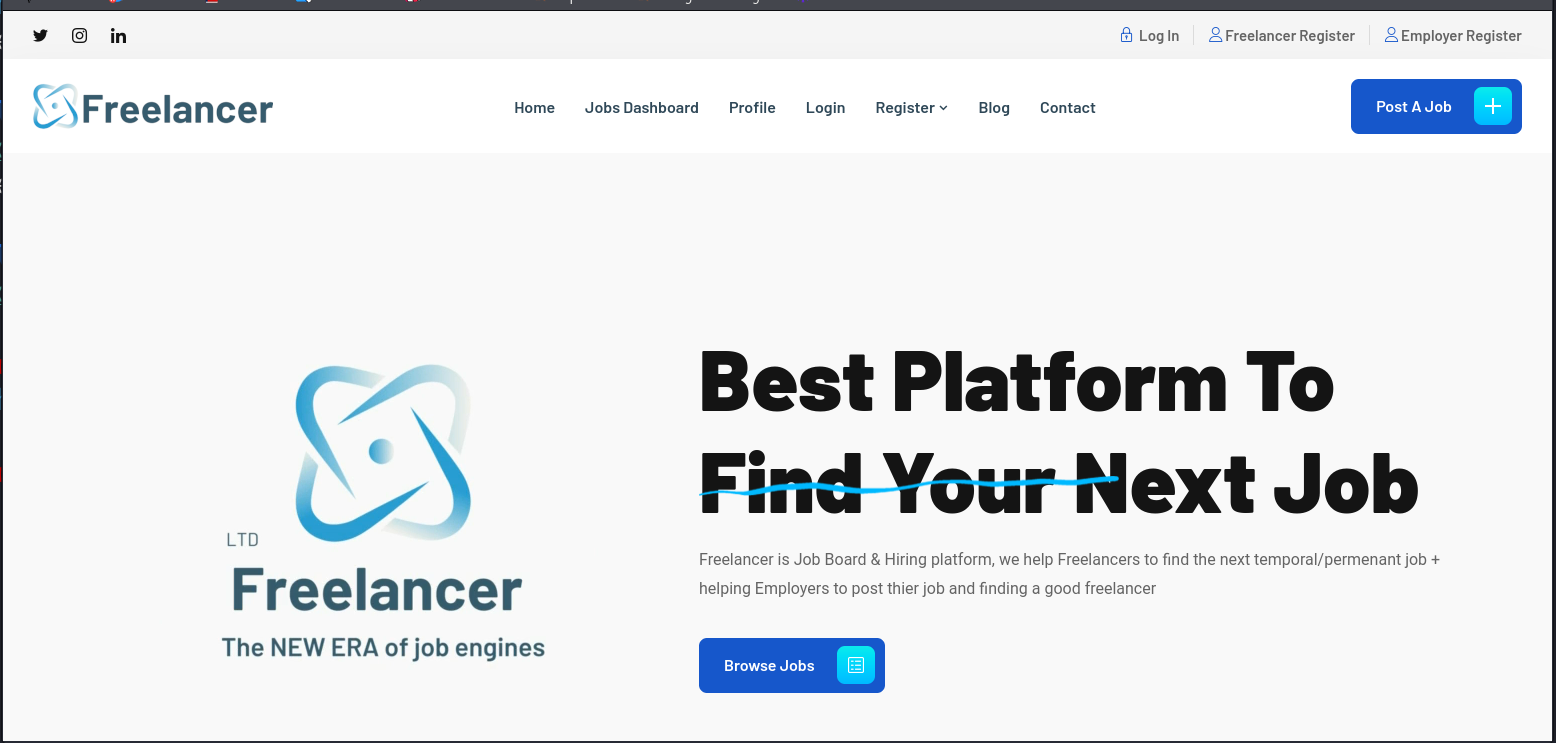 Log In
Freelancer Register
Employer Register
Freelancer
Home
Jobs Dashboard
Profile
Login
Register
Blog
Contact
Post A Job
LTD
Freelancer
The NEW ERA of job engines
Best Platform To
Find Your Next Job
Freelancer is Job Board & Hiring platform, we help Freelancers to find the next temporal/permenant job +
helping Employers to post thier job and finding a good freelancer
Browse Jobs